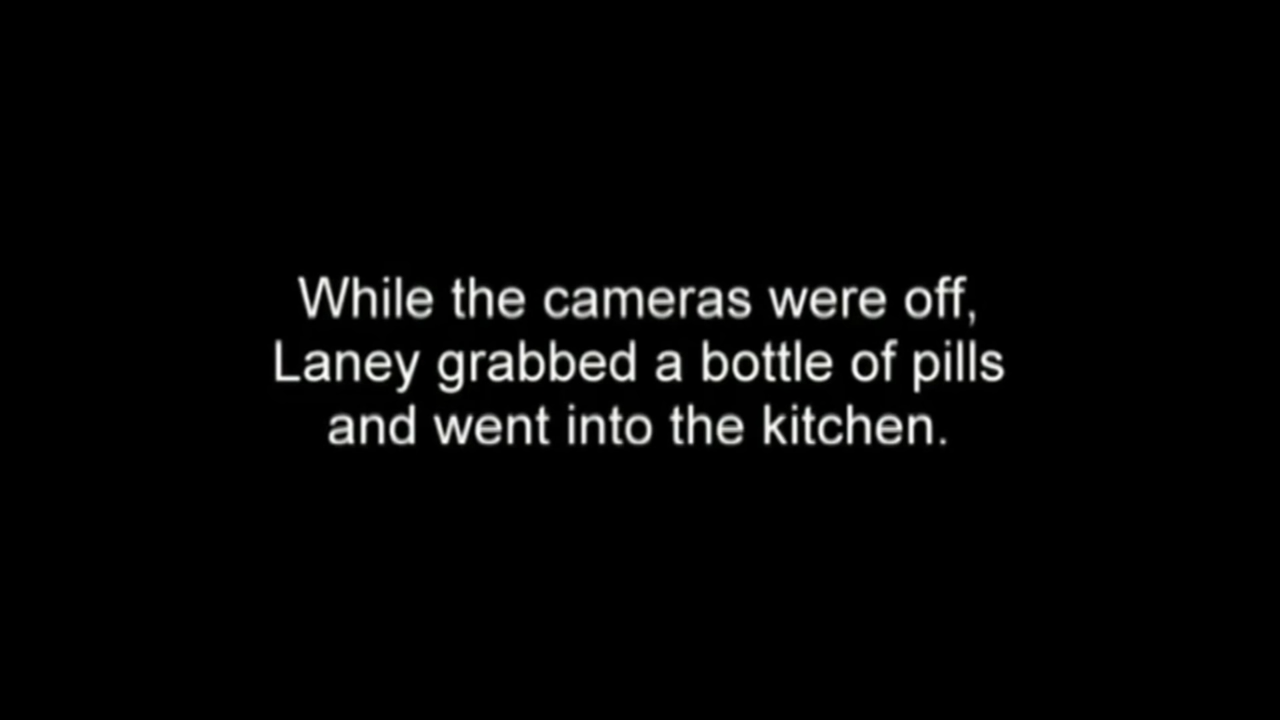 While the cameras were off,
Laney grabbed a bottle of pills
and went into the kitchen.